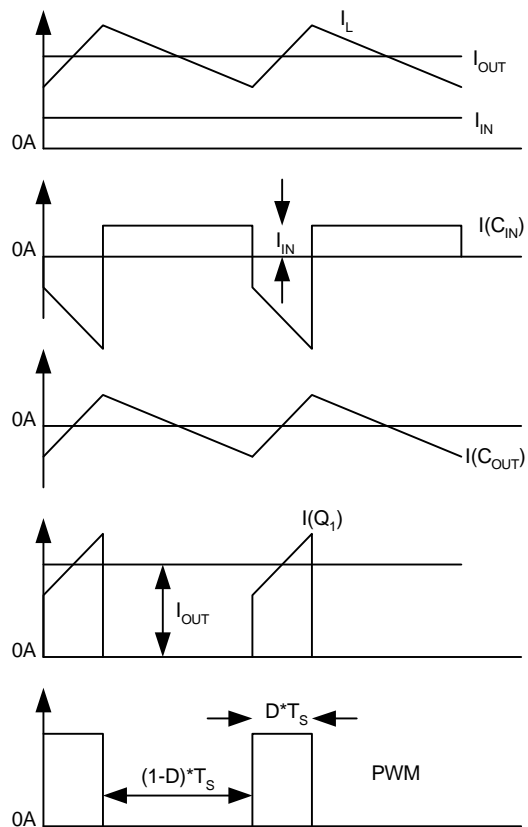 I_L
I_OUT
I_IN
0A
I(C_IN)
0A
I_IN
0A
I(C_OUT)
I(Q_1)
I_OUT
0A
D*T_S
(1-D)*T_S
PWM
0A